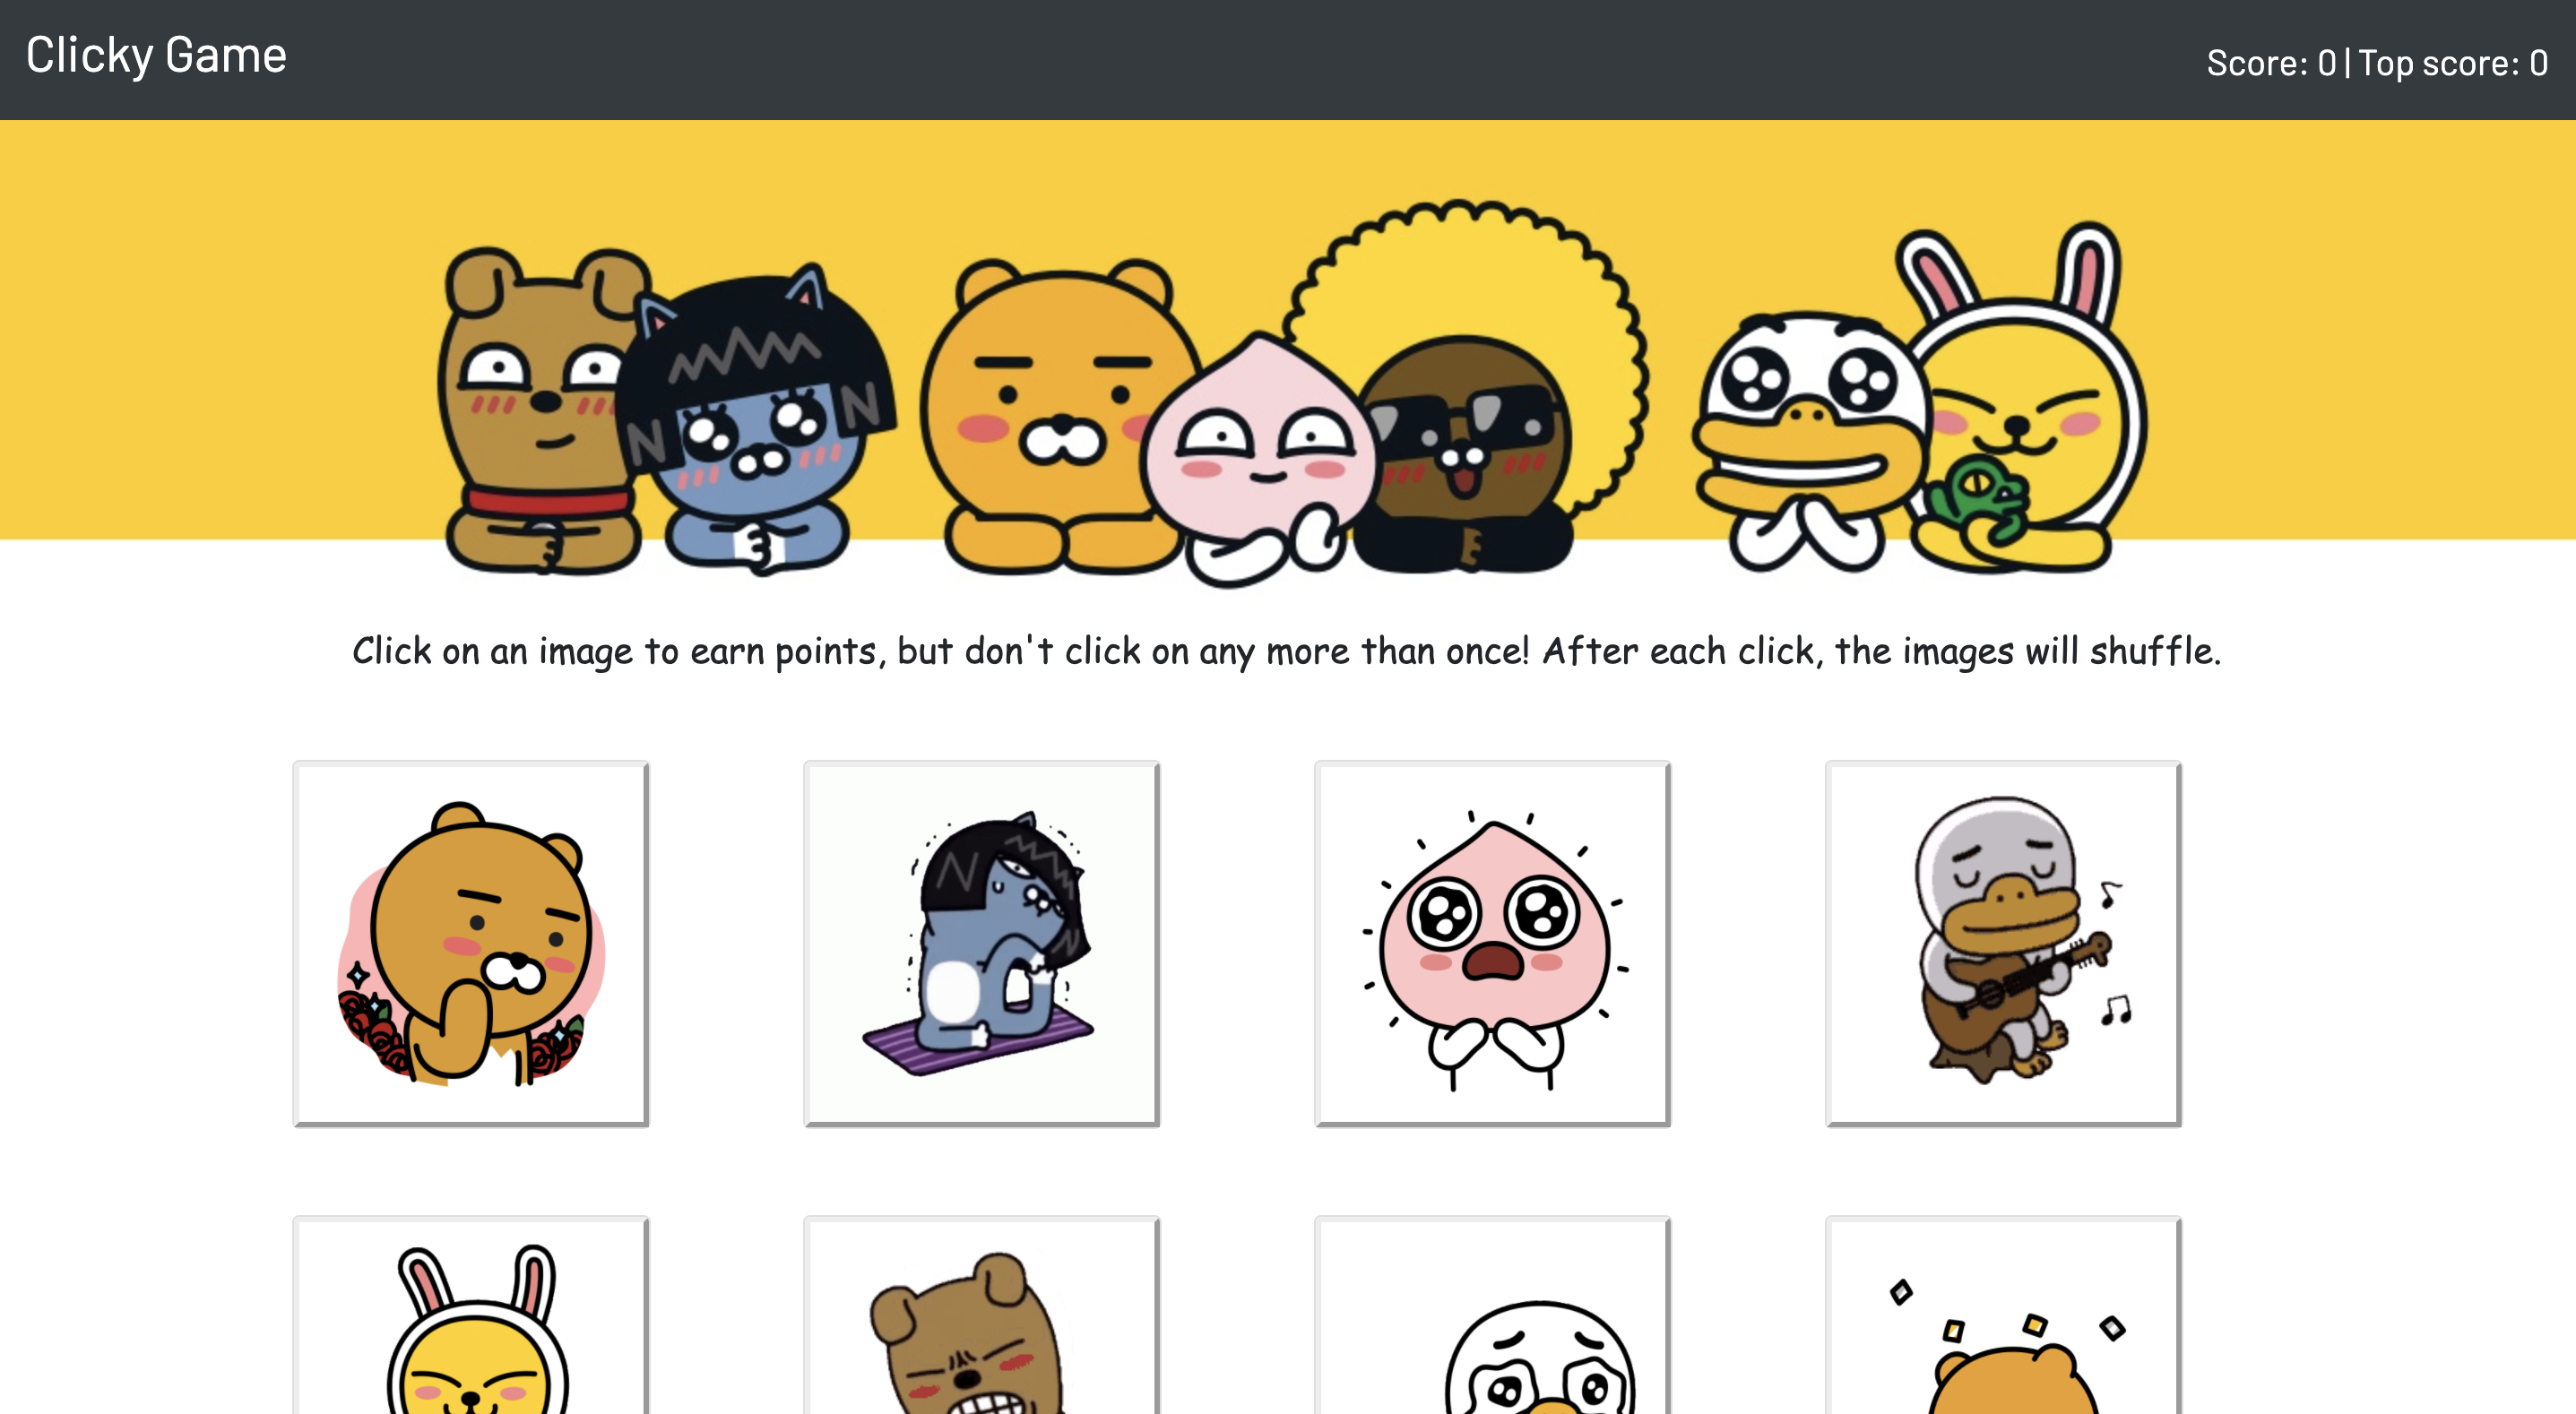 Clicky Game
Score: 0 | Top score: 0
N N
Click on an image to earn points, but don't click on any more than once! After each click, the images will shuffle.
N